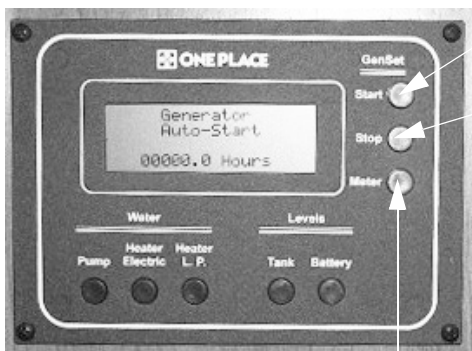 ONE PLACE
GenSet
Start
Generator
Auto-Start
Stop
00000.0 Hours
Meter
Water
Levels
Pump
Heater Electric
Heater L. P.
Tank
Battery